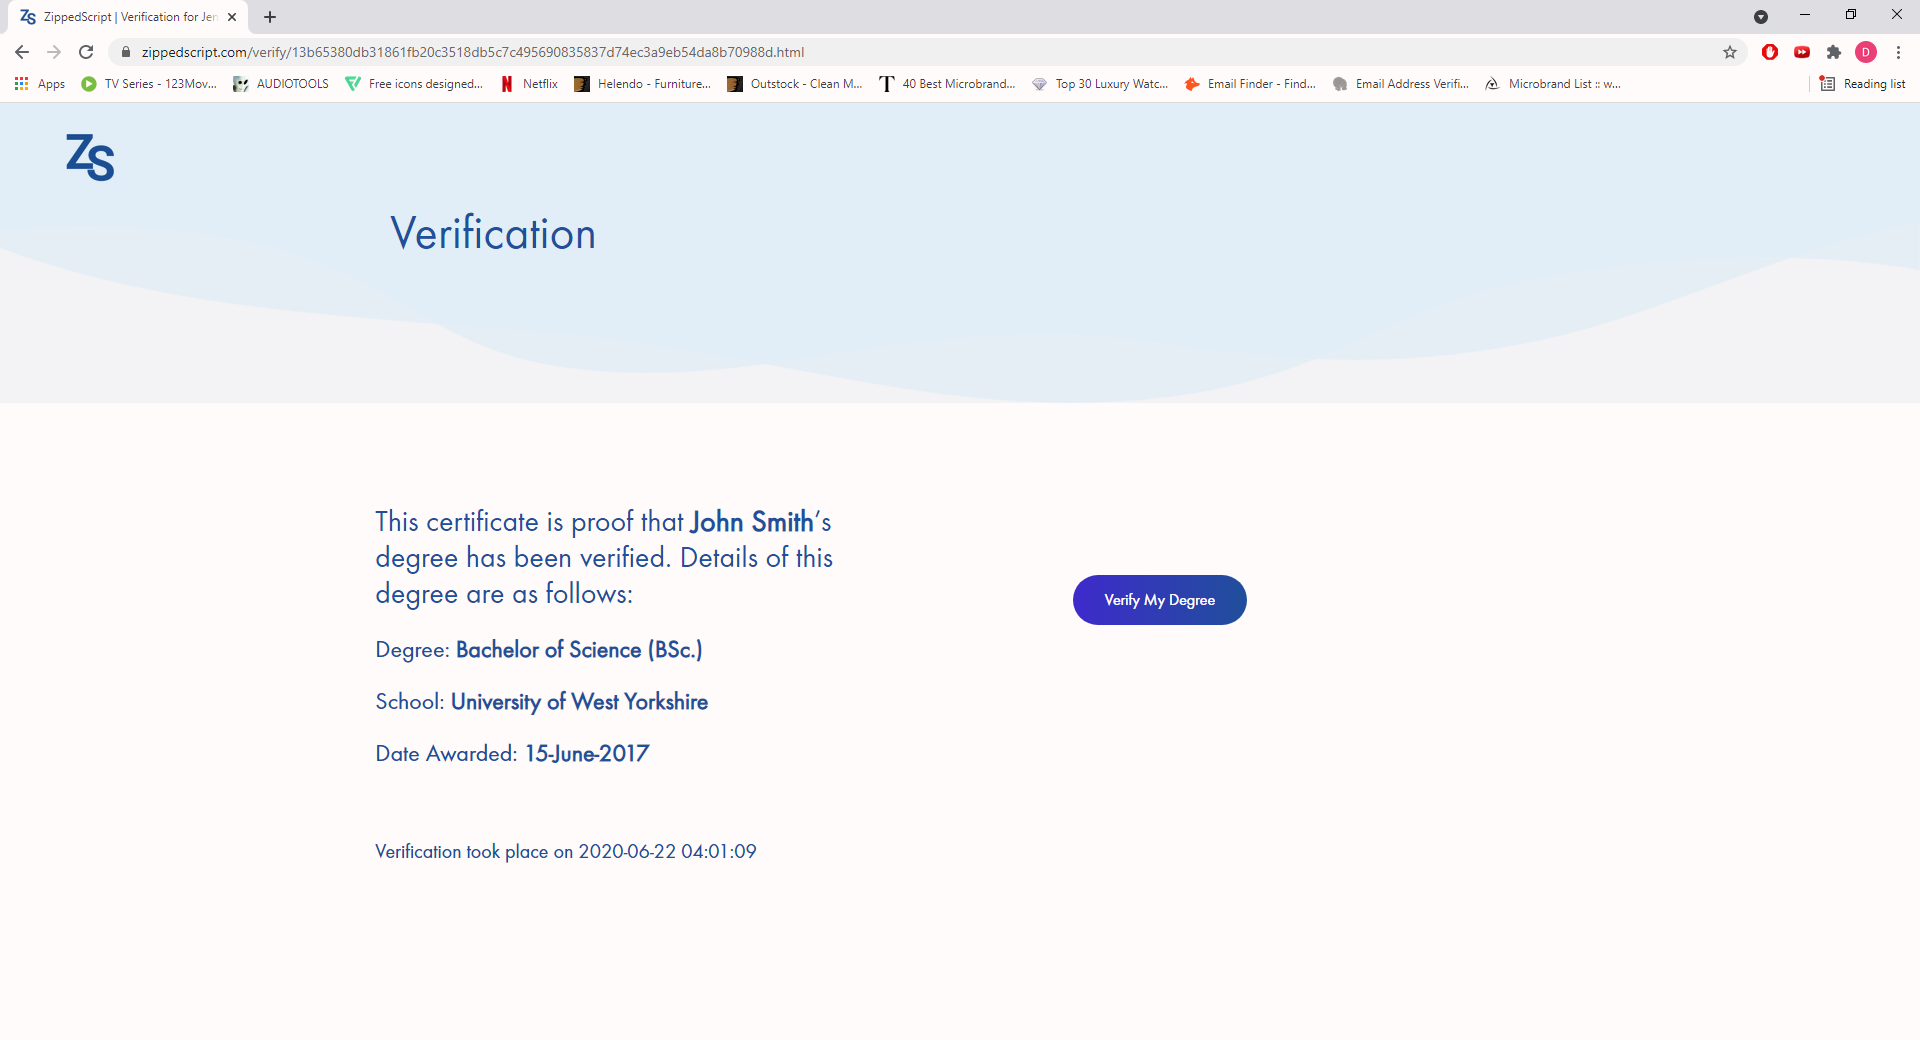 ZS ZippedScript | Verification for Jen
zippedscript.com/verify/13b65380db31861fb20c3518db5c7c495690835837d74ec3a9eb54da8b70988d.html
D
Apps TV Series - 123Mov... AUDIOTOOLS Free icons designed... N Netflix Helendo - Furniture... Outstock - Clean M... T 40 Best Microbrand... Top 30 Luxury Watc... Email Finder - Find... Email Address Verifi... Microbrand List :: w... Reading list
ZS
Verification
This certificate is proof that John Smith's
degree has been verified. Details of this
degree are as follows:
Verify My Degree
Degree: Bachelor of Science (BSc.)
School: University of West Yorkshire
Date Awarded: 15-June-2017
Verification took place on 2020-06-22 04:01:09